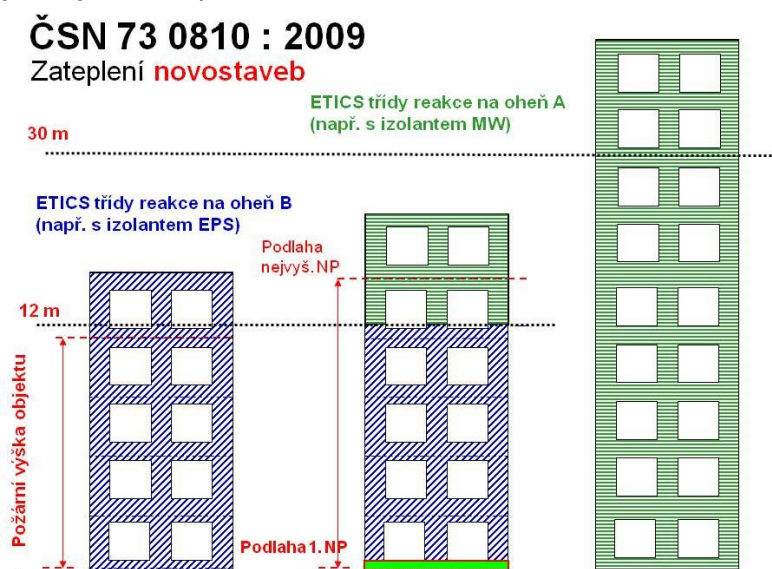 ČSN 73 0810 : 2009
Zateplení novostaveb
ETICS třídy reakce na oheň A
(např. s izolantem MW)
30 m
ETICS třídy reakce na oheň B
(např. s izolantem EPS)
Podlaha
nejvyš. NP
12 m
Požární výška objektu
Podlaha 1. NP